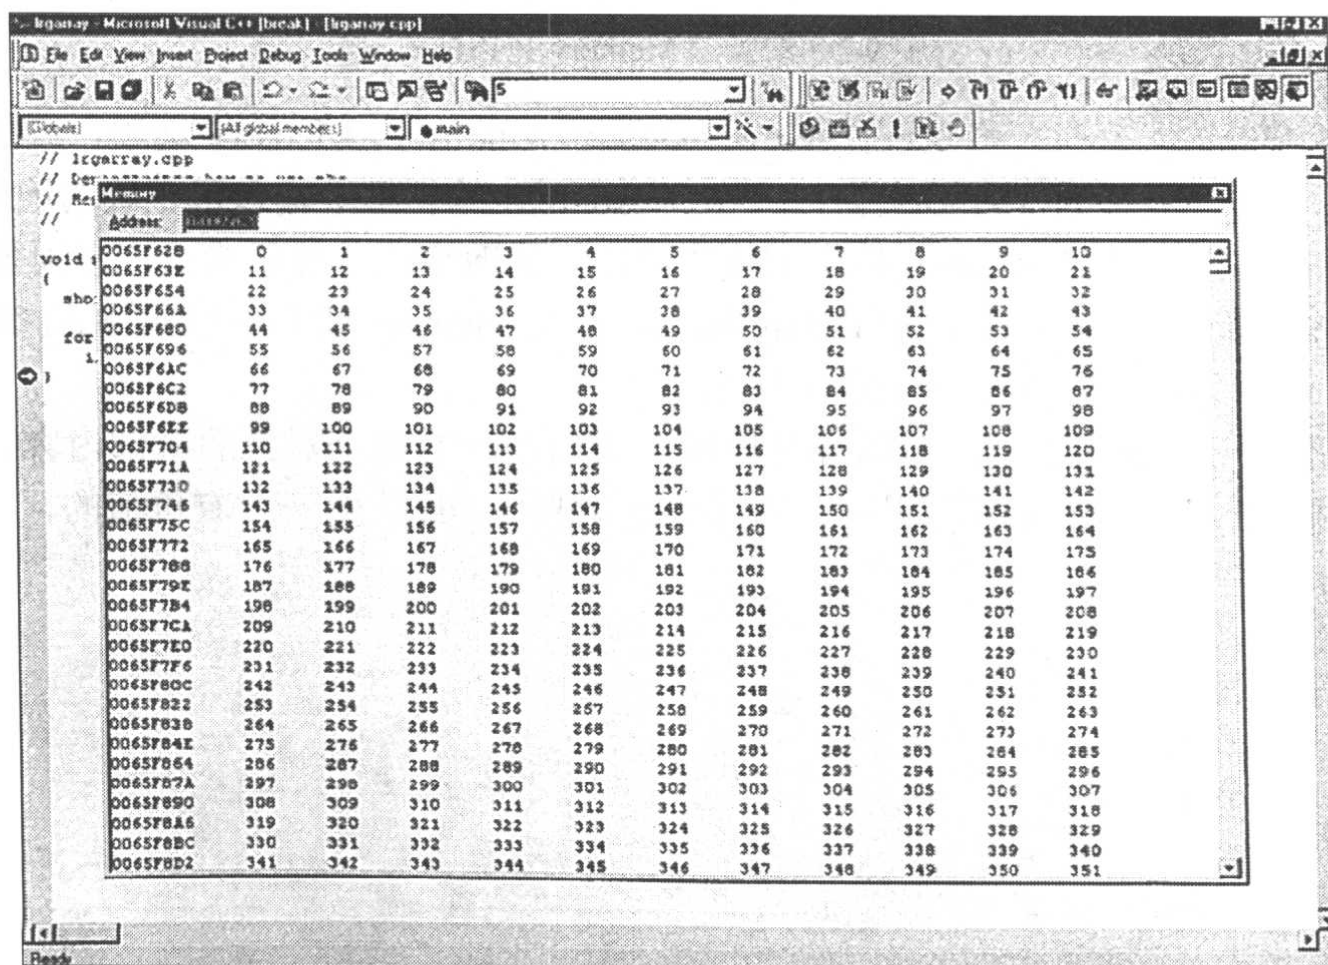 lrgarray - Microsoft Visual C++ [break] - [lrgarray.cpp]
File Edit View Insert Project Debug Tools Window Help
5
[Globals] [All global members] main
// lrgarray.cpp
//
Memory
//
//
Address:
void
{
for
}
0065F628 0 1 2 3 4 5 6 7 8 9 10
0065F63E 11 12 13 14 15 16 17 18 19 20 21
0065F654 22 23 24 25 26 27 28 29 30 31 32
0065F66A 33 34 35 36 37 38 39 40 41 42 43
0065F680 44 45 46 47 48 49 50 51 52 53 54
0065F696 55 56 57 58 59 60 61 62 63 64 65
0065F6AC 66 67 68 69 70 71 72 73 74 75 76
0065F6C2 77 78 79 80 81 82 83 84 85 86 87
0065F6D8 88 89 90 91 92 93 94 95 96 97 98
0065F6EE 99 100 101 102 103 104 105 106 107 108 109
0065F704 110 111 112 113 114 115 116 117 118 119 120
0065F71A 121 122 123 124 125 126 127 128 129 130 131
0065F730 132 133 134 135 136 137 138 139 140 141 142
0065F746 143 144 145 146 147 148 149 150 151 152 153
0065F75C 154 155 156 157 158 159 160 161 162 163 164
0065F772 165 166 167 168 169 170 171 172 173 174 175
0065F788 176 177 178 179 180 181 182 183 184 185 186
0065F79E 187 188 189 190 191 192 193 194 195 196 197
0065F7B4 198 199 200 201 202 203 204 205 206 207 208
0065F7CA 209 210 211 212 213 214 215 216 217 218 219
0065F7E0 220 221 222 223 224 225 226 227 228 229 230
0065F7F6 231 232 233 234 235 236 237 238 239 240 241
0065F80C 242 243 244 245 246 247 248 249 250 251 252
0065F822 253 254 255 256 257 258 259 260 261 262 263
0065F838 264 265 266 267 268 269 270 271 272 273 274
0065F84E 275 276 277 278 279 280 281 282 283 284 285
0065F864 286 287 288 289 290 291 292 293 294 295 296
0065F87A 297 298 299 300 301 302 303 304 305 306 307
0065F890 308 309 310 311 312 313 314 315 316 317 318
0065F8A6 319 320 321 322 323 324 325 326 327 328 329
0065F8BC 330 331 332 333 334 335 336 337 338 339 340
0065F8D2 341 342 343 344 345 346 347 348 349 350 351
Ready